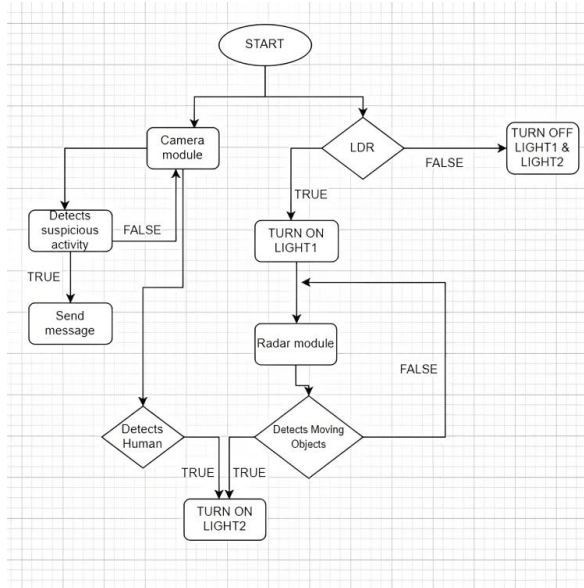 START
Camera
module
LDR
TURN OFF
LIGHT1 &
LIGHT2
FALSE
TRUE
Detects
suspicious
activity
FALSE
TURN ON
LIGHT1
TRUE
Send
message
Radar module
FALSE
Detects
Human
Detects Moving
Objects
TRUE
TRUE
TURN ON
LIGHT2